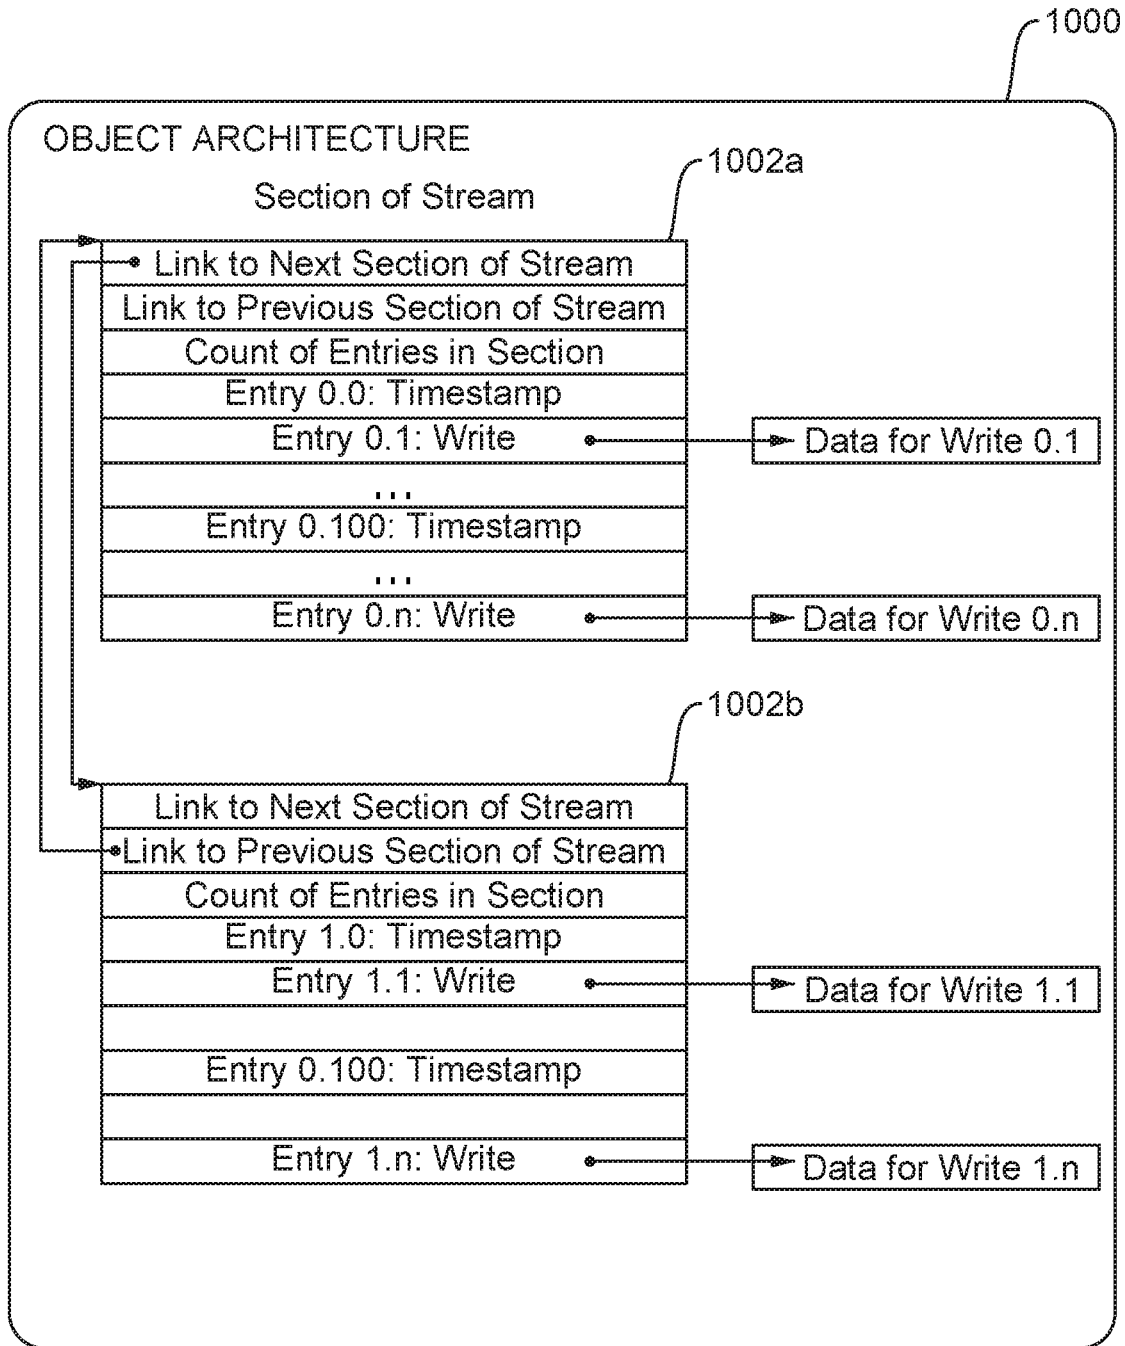 1000
OBJECT ARCHITECTURE
1002a
Section of Stream
Link to Next Section of Stream
Link to Previous Section of Stream
Count of Entries in Section
Entry 0.0: Timestamp
Entry 0.1: Write
Data for Write 0.1
...
Entry 0.100: Timestamp
...
Entry 0.n: Write
Data for Write 0.n
1002b
Link to Next Section of Stream
Link to Previous Section of Stream
Count of Entries in Section
Entry 1.0: Timestamp
Entry 1.1: Write
Data for Write 1.1
Entry 0.100: Timestamp
Entry 1.n: Write
Data for Write 1.n